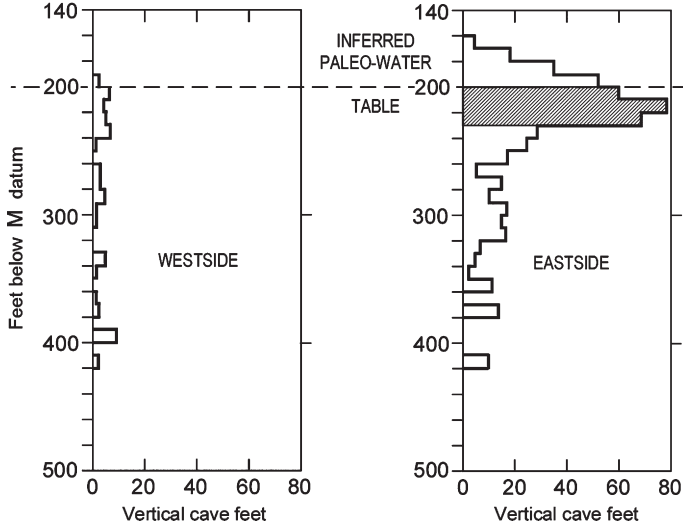 140
200
300
400
500
Feet below M datum
WESTSIDE
0 20 40 60 80
Vertical cave feet
INFERRED
PALEO-WATER
TABLE
140
200
300
400
500
EASTSIDE
0 20 40 60 80
Vertical cave feet